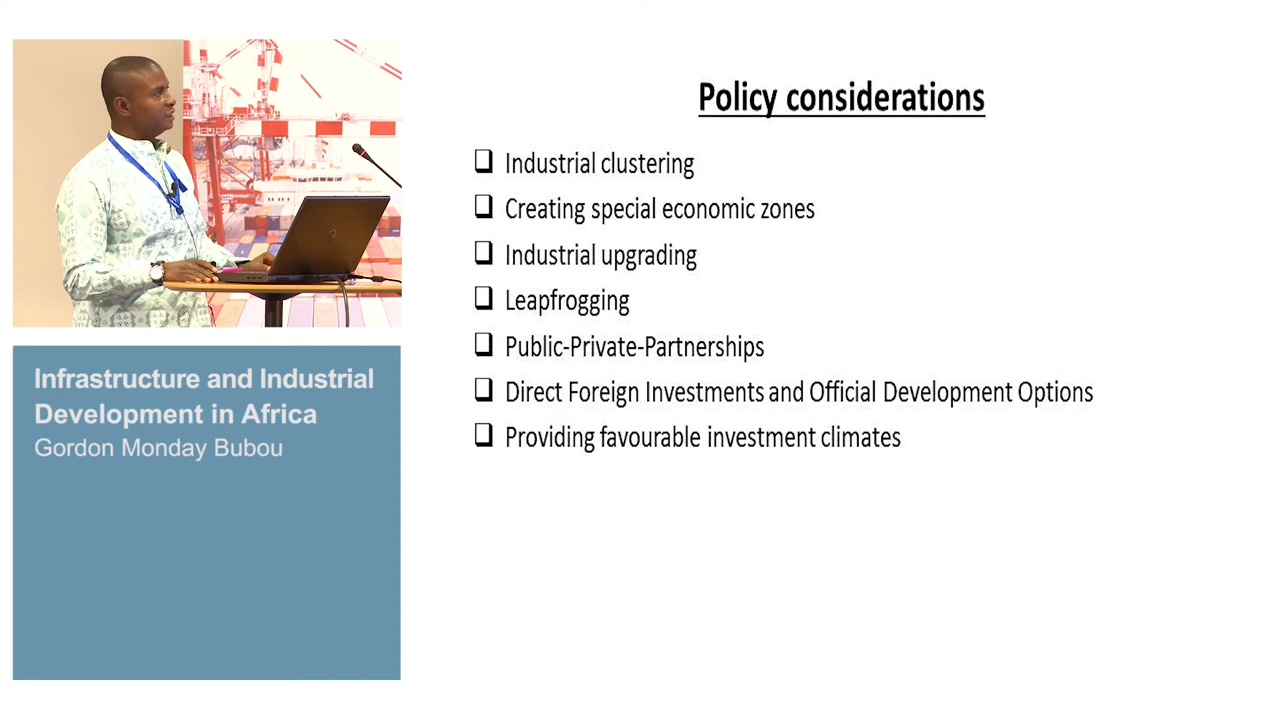 Policy considerations
Industrial clustering
Creating special economic zones
Industrial upgrading
Leapfrogging
Public-Private-Partnerships
Direct Foreign Investments and Official Development Options
Providing favourable investment climates
Infrastructure and Industrial
Development in Africa
Gordon Monday Bubou